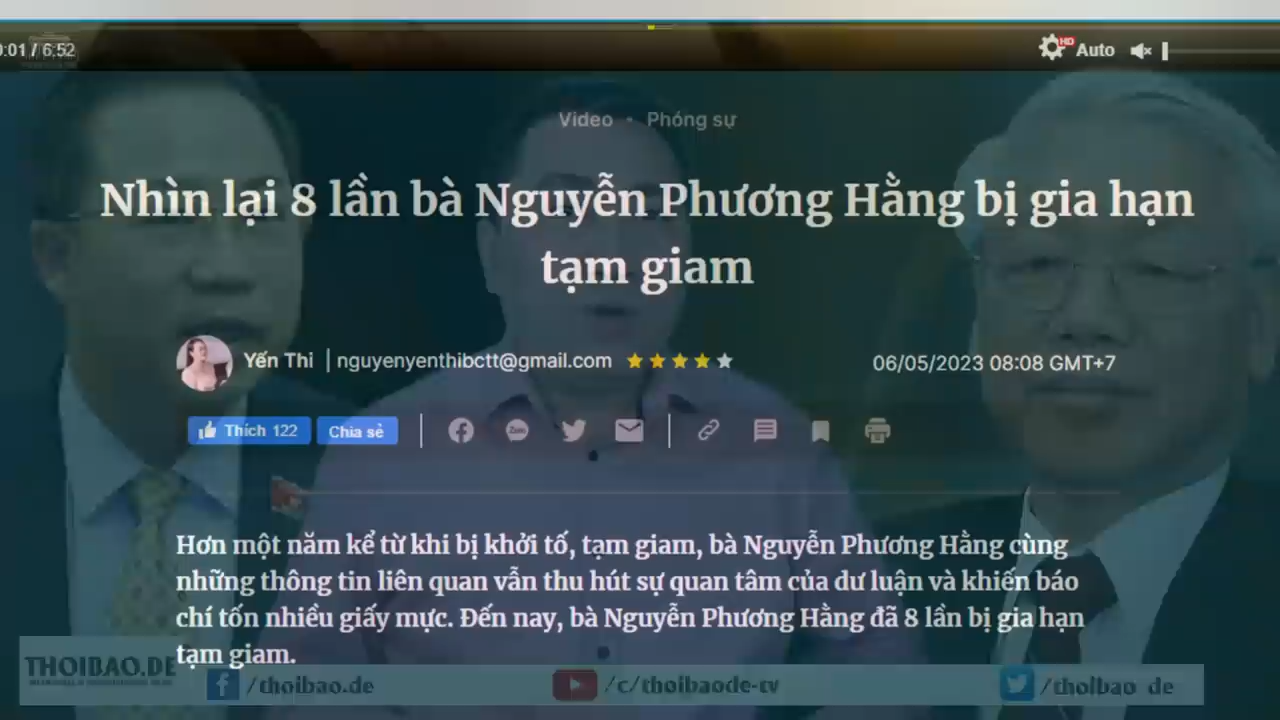 0:01 / 6:52
HD
Auto
Video • Phóng sự
Nhìn lại 8 lần bà Nguyễn Phương Hằng bị gia hạn
tạm giam
Yến Thi | nguyenyenthibctt@gmail.com
06/05/2023 08:08 GMT+7
Thích 122
Chia sẻ
Zalo
Hơn một năm kể từ khi bị khởi tố, tạm giam, bà Nguyễn Phương Hằng cùng
những thông tin liên quan vẫn thu hút sự quan tâm của dư luận và khiến báo
chí tốn nhiều giấy mực. Đến nay, bà Nguyễn Phương Hằng đã 8 lần bị gia hạn
tạm giam.
THOIBAO.DE
/thoibao.de
/c/thoibaode-tv
/thoibao_de